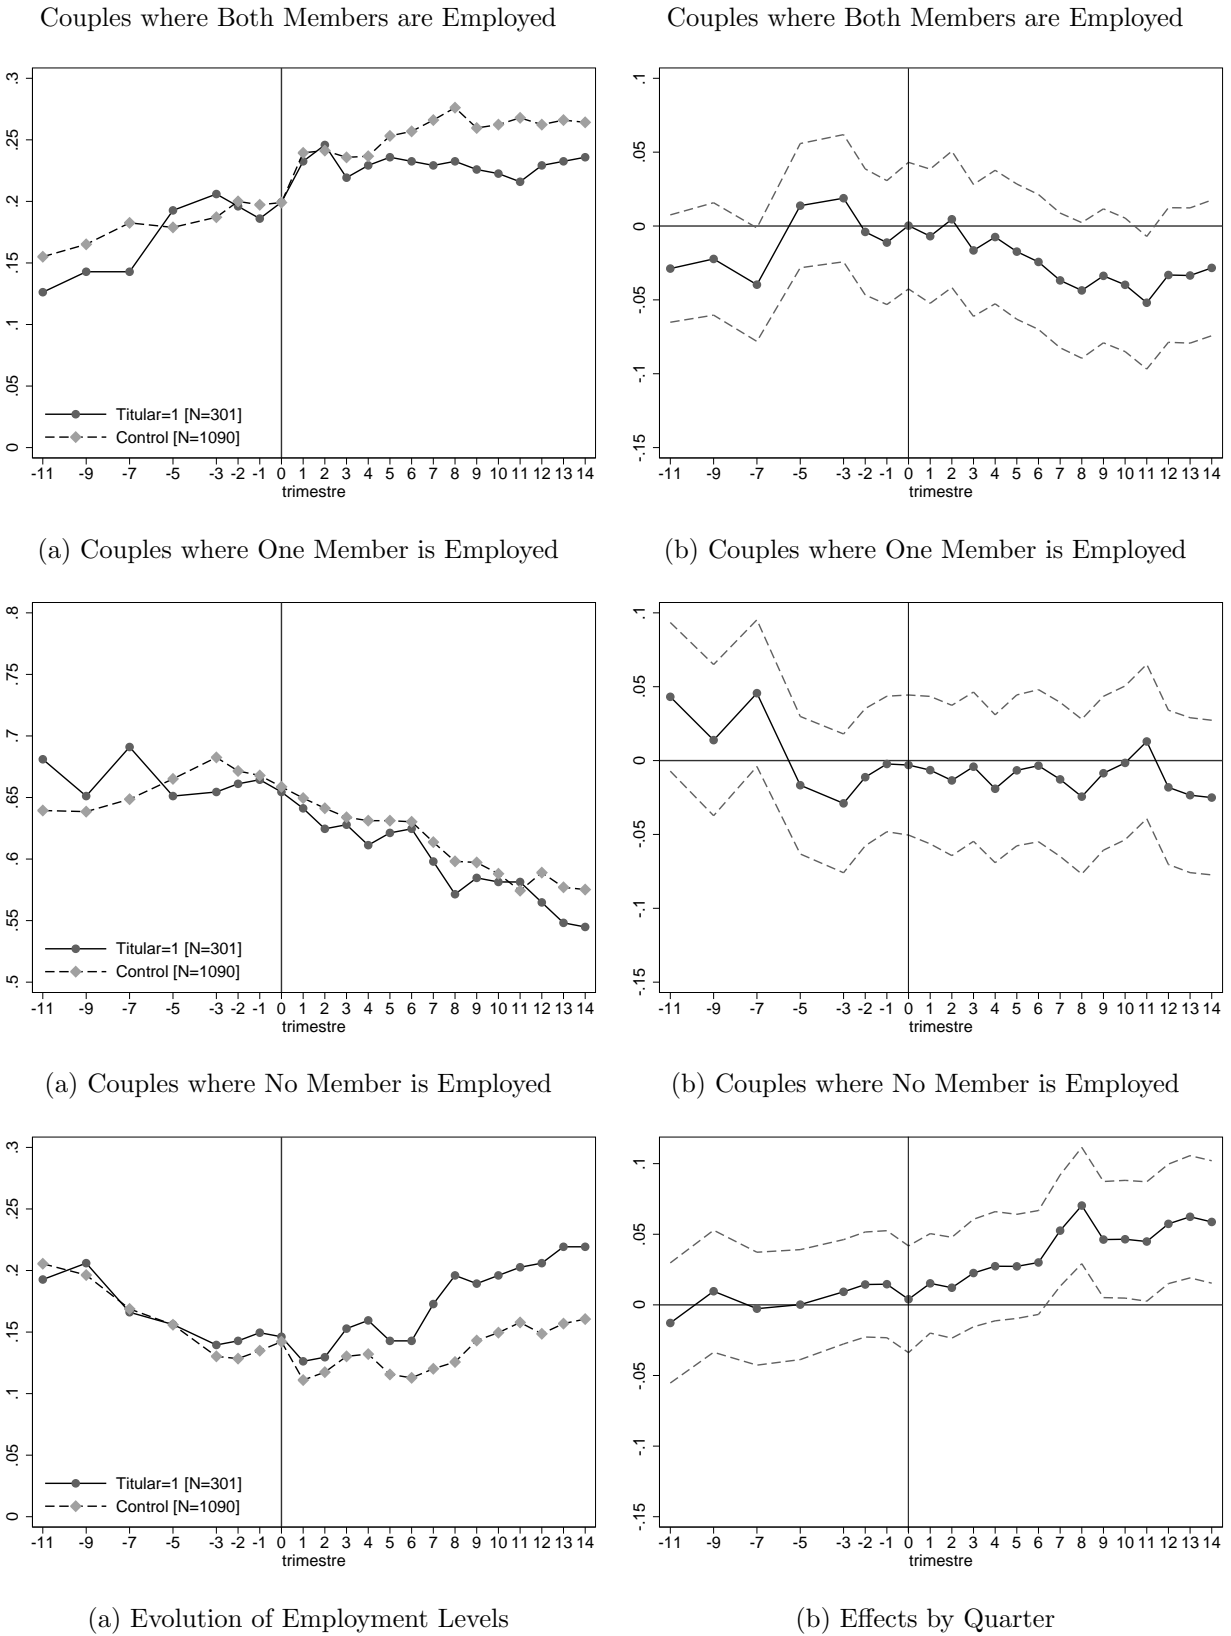 Couples where Both Members are Employed
Couples where Both Members are Employed
.3
.25
.2
.15
.1
.05
0
Titular=1 [N=301]
Control [N=1090]
-11 -9 -7 -5 -3 -2 -1 0 1 2 3 4 5 6 7 8 9 10 11 12 13 14
trimestre
.1
.05
0
-.05
-.1
-.15
-11 -9 -7 -5 -3 -2 -1 0 1 2 3 4 5 6 7 8 9 10 11 12 13 14
trimestre
(a) Couples where One Member is Employed
(b) Couples where One Member is Employed
.8
.75
.7
.65
.6
.55
.5
Titular=1 [N=301]
Control [N=1090]
-11 -9 -7 -5 -3 -2 -1 0 1 2 3 4 5 6 7 8 9 10 11 12 13 14
trimestre
.1
.05
0
-.05
-.1
-.15
-11 -9 -7 -5 -3 -2 -1 0 1 2 3 4 5 6 7 8 9 10 11 12 13 14
trimestre
(a) Couples where No Member is Employed
(b) Couples where No Member is Employed
.3
.25
.2
.15
.1
.05
0
Titular=1 [N=301]
Control [N=1090]
-11 -9 -7 -5 -3 -2 -1 0 1 2 3 4 5 6 7 8 9 10 11 12 13 14
trimestre
.1
.05
0
-.05
-.1
-.15
-11 -9 -7 -5 -3 -2 -1 0 1 2 3 4 5 6 7 8 9 10 11 12 13 14
trimestre
(a) Evolution of Employment Levels
(b) Effects by Quarter